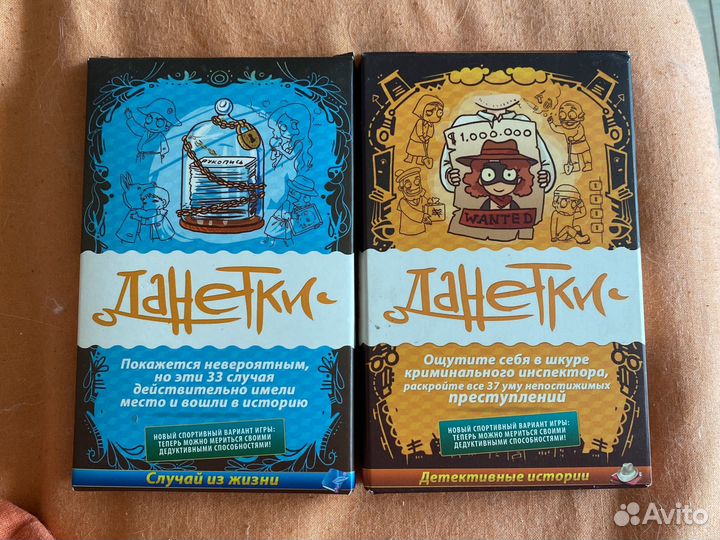 РУКОПИСЬ
Данетки
Покажется невероятным,
но эти 33 случая
действительно имели
место и вошли в историю
НОВЫЙ СПОРТИВНЫЙ ВАРИАНТ ИГРЫ:
ТЕПЕРЬ МОЖНО МЕРИТЬСЯ СВОИМИ
ДЕДУКТИВНЫМИ СПОСОБНОСТЯМИ!
Случай из жизни
$1.000.000
WANTED
Данетки
Ощутите себя в шкуре
криминального инспектора,
раскройте все 37 уму непостижимых
преступлений
НОВЫЙ СПОРТИВНЫЙ ВАРИАНТ ИГРЫ:
ТЕПЕРЬ МОЖНО МЕРИТЬСЯ СВОИМИ
ДЕДУКТИВНЫМИ СПОСОБНОСТЯМИ!
Детективные истории
Avito